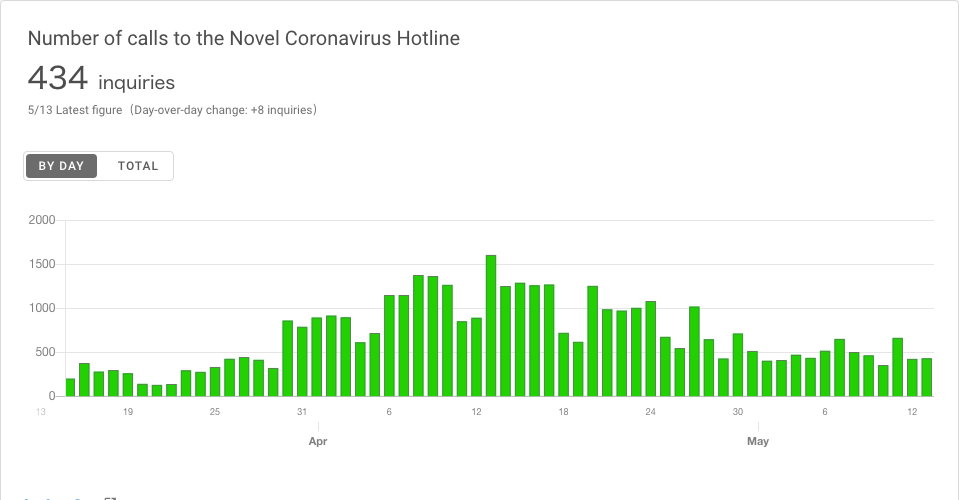 Number of calls to the Novel Coronavirus Hotline
434 inquiries
5/13 Latest figure（Day-over-day change: +8 inquiries）
BY DAY TOTAL
2000
1500
1000
500
0
13 19 25 31 6 12 18 24 30 6 12
Apr May